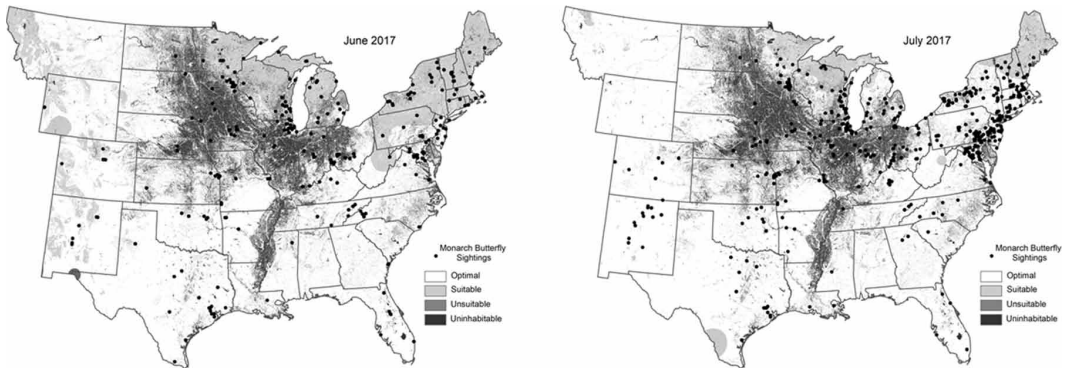 June 2017
Monarch Butterfly
Sightings
Optimal
Suitable
Unsuitable
Uninhabitable
July 2017
Monarch Butterfly
Sightings
Optimal
Suitable
Unsuitable
Uninhabitable